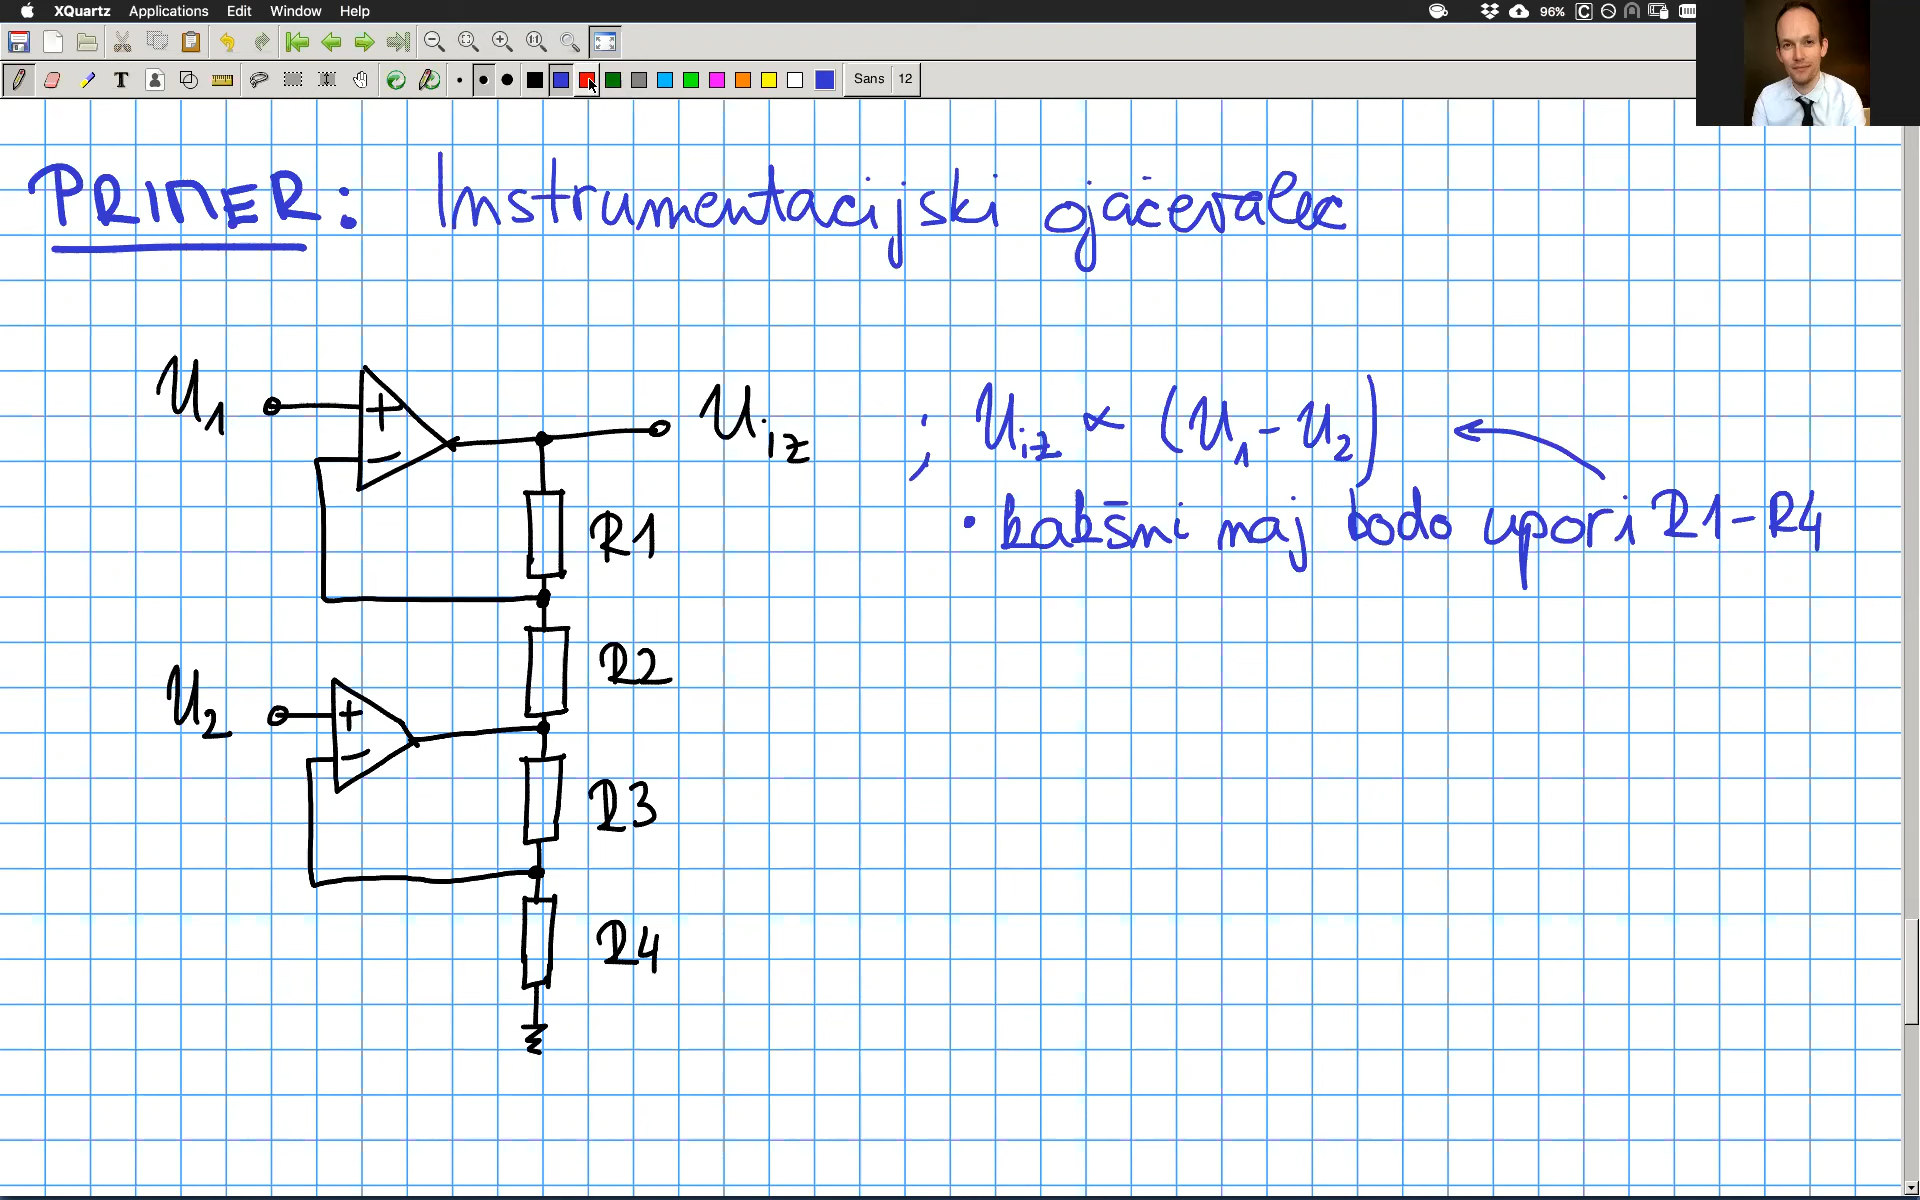 XQuartz Applications Edit Window Help
96%
T
Sans 12
PRIMER: Instrumentacijski ojačevalec
U1
+
−
Uiz
; Uiz ∝ (U1 - U2)
• kakšni maj bodo upori R1-R4
R1
R2
U2
+
−
R3
R4